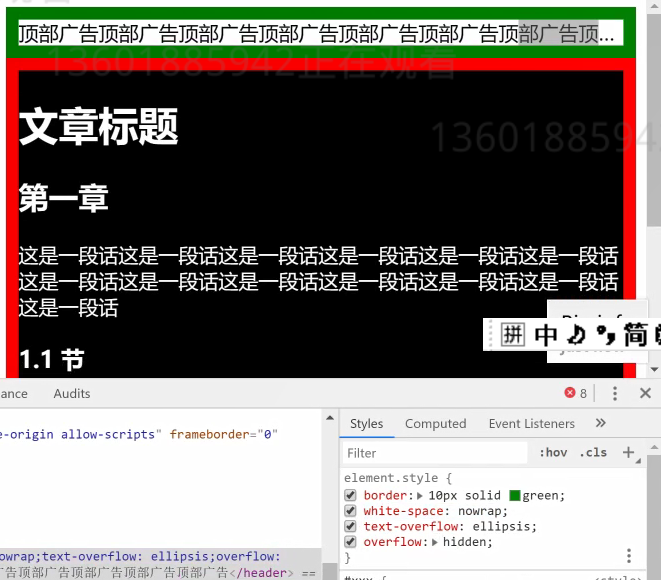 顶部广告顶部广告顶部广告顶部广告顶部广告顶部广告顶部广告顶...
13601885942正在观看
文章标题
13601885942
第一章
这是一段话这是一段话这是一段话这是一段话这是一段话这是一段话
这是一段话这是一段话这是一段话这是一段话这是一段话这是一段话
这是一段话
拼 中 简
1.1 节
ance Audits 8
e-origin allow-scripts" frameborder="0"
Styles Computed Event Listeners »
Filter :hov .cls +
element.style {
border: 10px solid green;
white-space: nowrap;
text-overflow: ellipsis;
overflow: hidden;
}
owrap;text-overflow: ellipsis;overflow:
告顶部广告顶部广告顶部广告顶部广告</header> ==